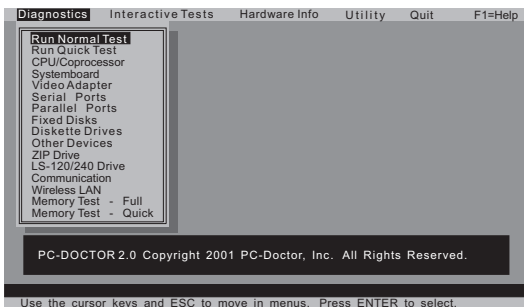 Diagnostics Interactive Tests Hardware Info Utility Quit F1=Help
Run Normal Test
Run Quick Test
CPU/Coprocessor
Systemboard
Video Adapter
Serial Ports
Parallel Ports
Fixed Disks
Diskette Drives
Other Devices
ZIP Drive
LS-120/240 Drive
Communication
Wireless LAN
Memory Test - Full
Memory Test - Quick
PC-DOCTOR 2.0 Copyright 2001 PC-Doctor, Inc. All Rights Reserved.
Use the cursor keys and ESC to move in menus. Press ENTER to select.